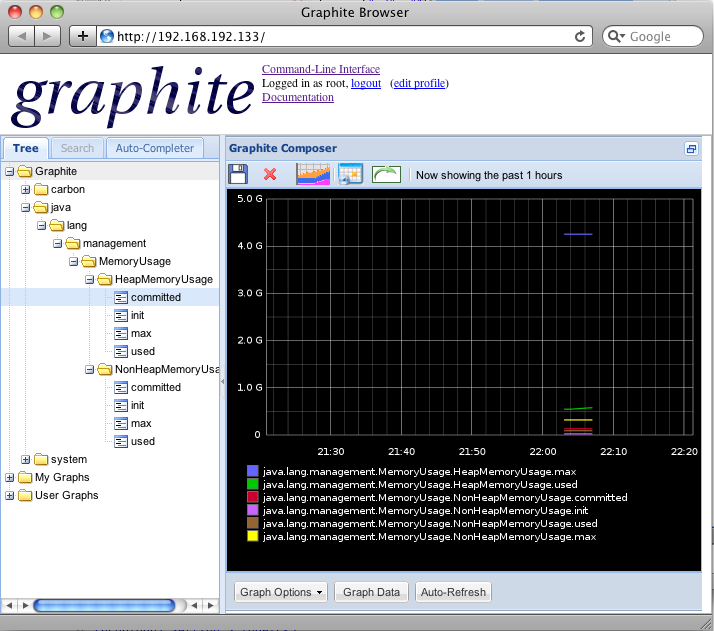 Graphite Browser
http://192.168.192.133/
Google
graphite
Command-Line Interface
Logged in as root, logout (edit profile)
Documentation
Tree Search Auto-Completer
Graphite
carbon
java
lang
management
MemoryUsage
HeapMemoryUsage
committed
init
max
used
NonHeapMemoryUsa
committed
init
max
used
system
My Graphs
User Graphs
Graphite Composer
Now showing the past 1 hours
5.0 G
4.0 G
3.0 G
2.0 G
1.0 G
0
21:30 21:40 21:50 22:00 22:10 22:20
java.lang.management.MemoryUsage.HeapMemoryUsage.max
java.lang.management.MemoryUsage.HeapMemoryUsage.used
java.lang.management.MemoryUsage.NonHeapMemoryUsage.committed
java.lang.management.MemoryUsage.NonHeapMemoryUsage.init
java.lang.management.MemoryUsage.NonHeapMemoryUsage.used
java.lang.management.MemoryUsage.NonHeapMemoryUsage.max
Graph Options Graph Data Auto-Refresh